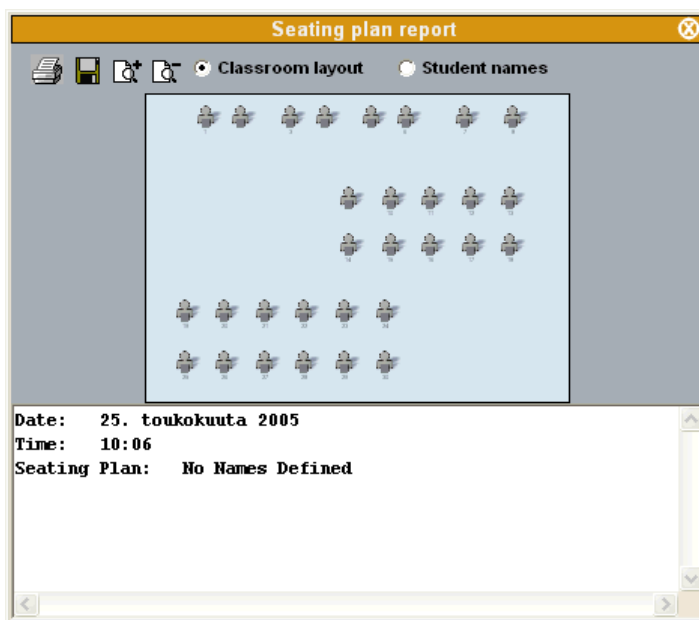 Seating plan report
Classroom layout Student names
Date: 25. toukokuuta 2005
Time: 10:06
Seating Plan: No Names Defined